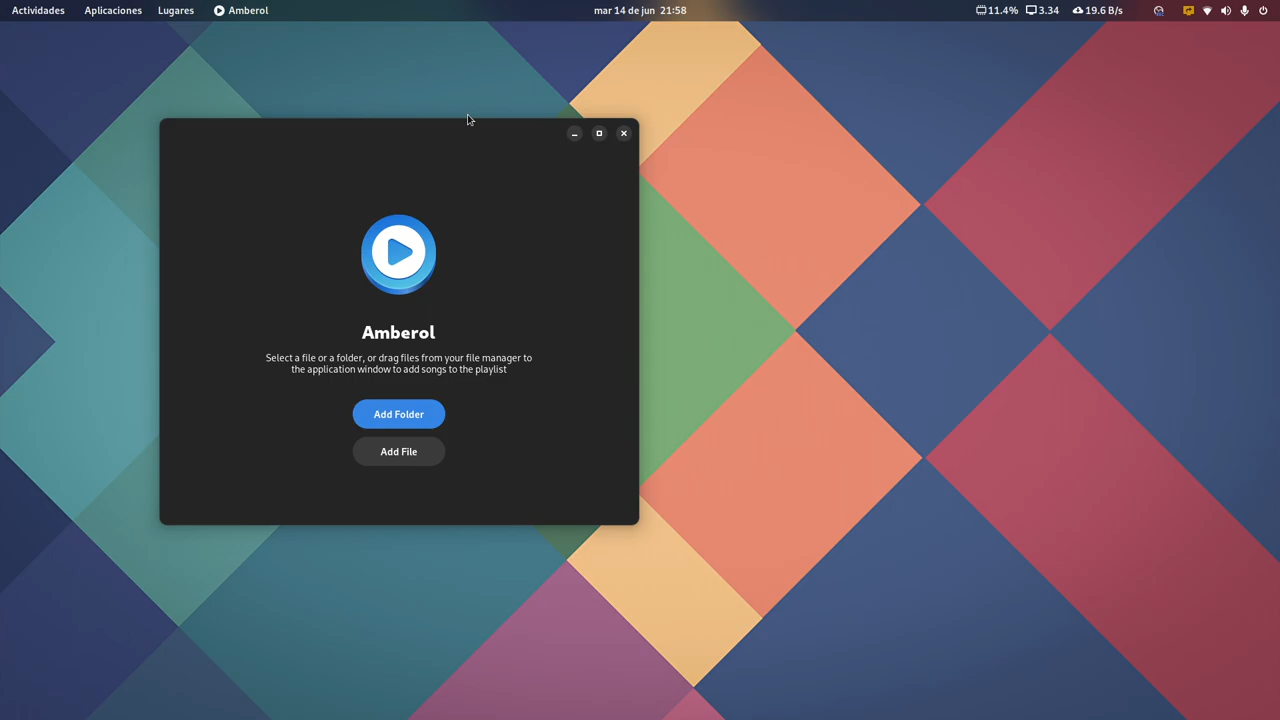 Actividades Aplicaciones Lugares Amberol mar 14 de jun 21:58 11.4% 3.34 19.6 B/s
Amberol
Select a file or a folder, or drag files from your file manager to
the application window to add songs to the playlist
Add Folder
Add File